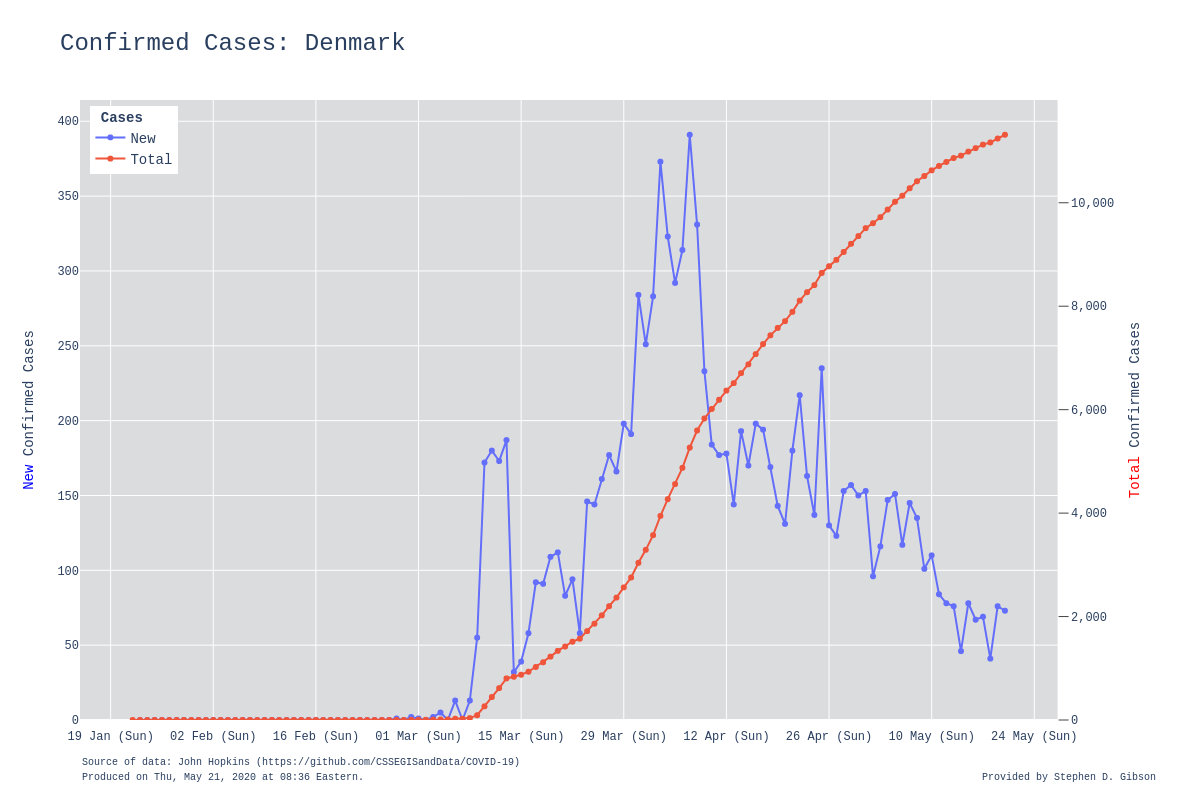 Confirmed Cases: Denmark
Cases
New
Total
400
350
300
250
200
150
100
50
0
10,000
8,000
6,000
4,000
2,000
0
New Confirmed Cases
Total Confirmed Cases
19 Jan (Sun) 02 Feb (Sun) 16 Feb (Sun) 01 Mar (Sun) 15 Mar (Sun) 29 Mar (Sun) 12 Apr (Sun) 26 Apr (Sun) 10 May (Sun) 24 May (Sun)
Source of data: John Hopkins (https://github.com/CSSEGISandData/COVID-19)
Produced on Thu, May 21, 2020 at 08:36 Eastern.
Provided by Stephen D. Gibson